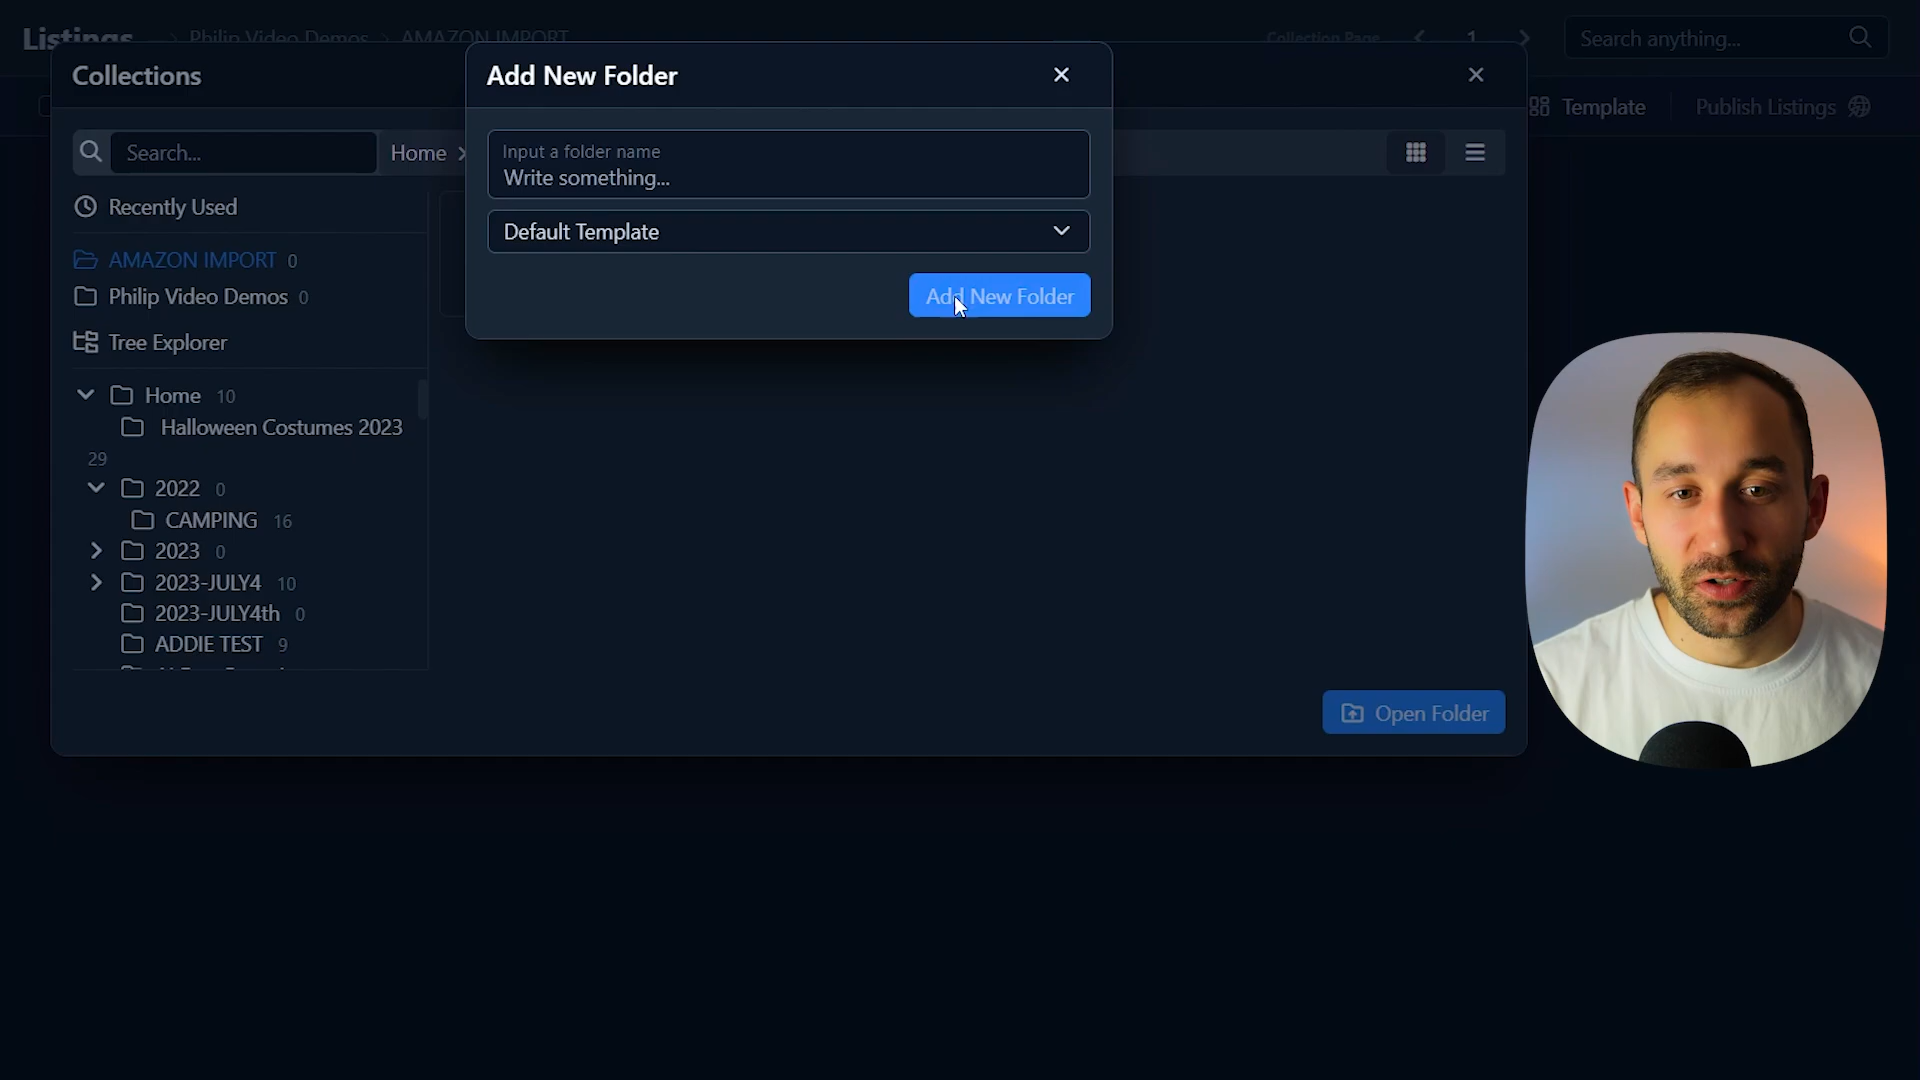 Listings > Philip Video Demos > AMAZON IMPORT
Collection Page 1
Search anything...
Collections
Add New Folder
Template
Publish Listings
Search...
Home
Input a folder name
Write something...
Recently Used
Default Template
AMAZON IMPORT 0
Philip Video Demos 0
Add New Folder
Tree Explorer
Home 10
Halloween Costumes 2023
29
2022 0
CAMPING 16
2023 0
2023-JULY4 10
2023-JULY4th 0
ADDIE TEST 9
Open Folder